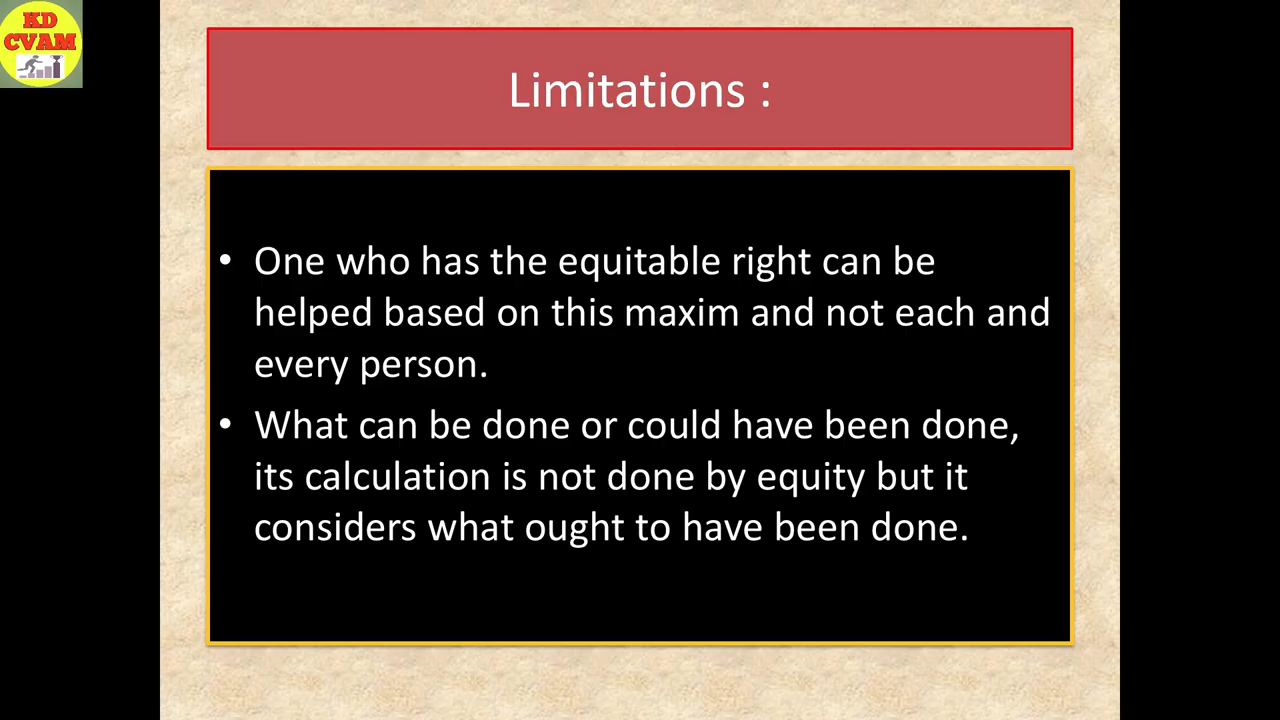 KD
CVAM
Limitations :
• One who has the equitable right can be
helped based on this maxim and not each and
every person.
• What can be done or could have been done,
its calculation is not done by equity but it
considers what ought to have been done.